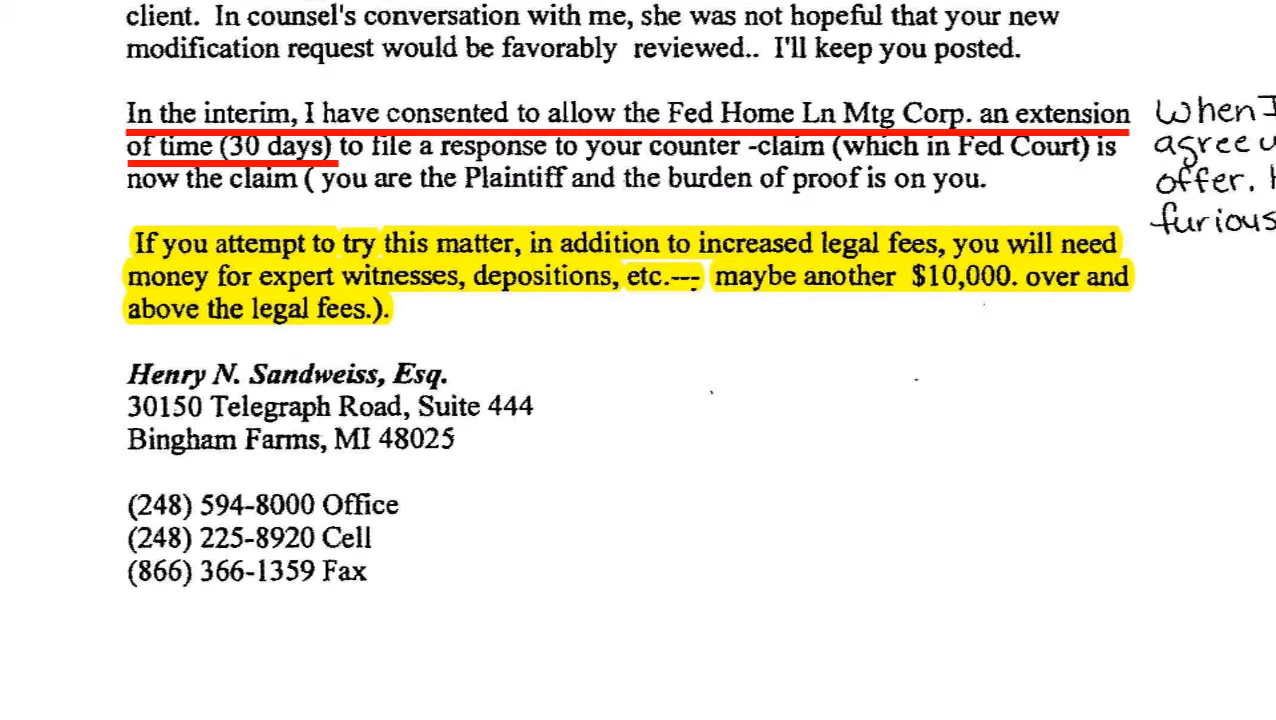 client. In counsel's conversation with me, she was not hopeful that your new
modification request would be favorably reviewed.. I'll keep you posted.
In the interim, I have consented to allow the Fed Home Ln Mtg Corp. an extension
of time (30 days) to file a response to your counter -claim (which in Fed Court) is
now the claim ( you are the Plaintiff and the burden of proof is on you.
When I
agree
offer.
furious
If you attempt to try this matter, in addition to increased legal fees, you will need
money for expert witnesses, depositions, etc.--- maybe another $10,000. over and
above the legal fees.).
Henry N. Sandweiss, Esq.
30150 Telegraph Road, Suite 444
Bingham Farms, MI 48025
(248) 594-8000 Office
(248) 225-8920 Cell
(866) 366-1359 Fax